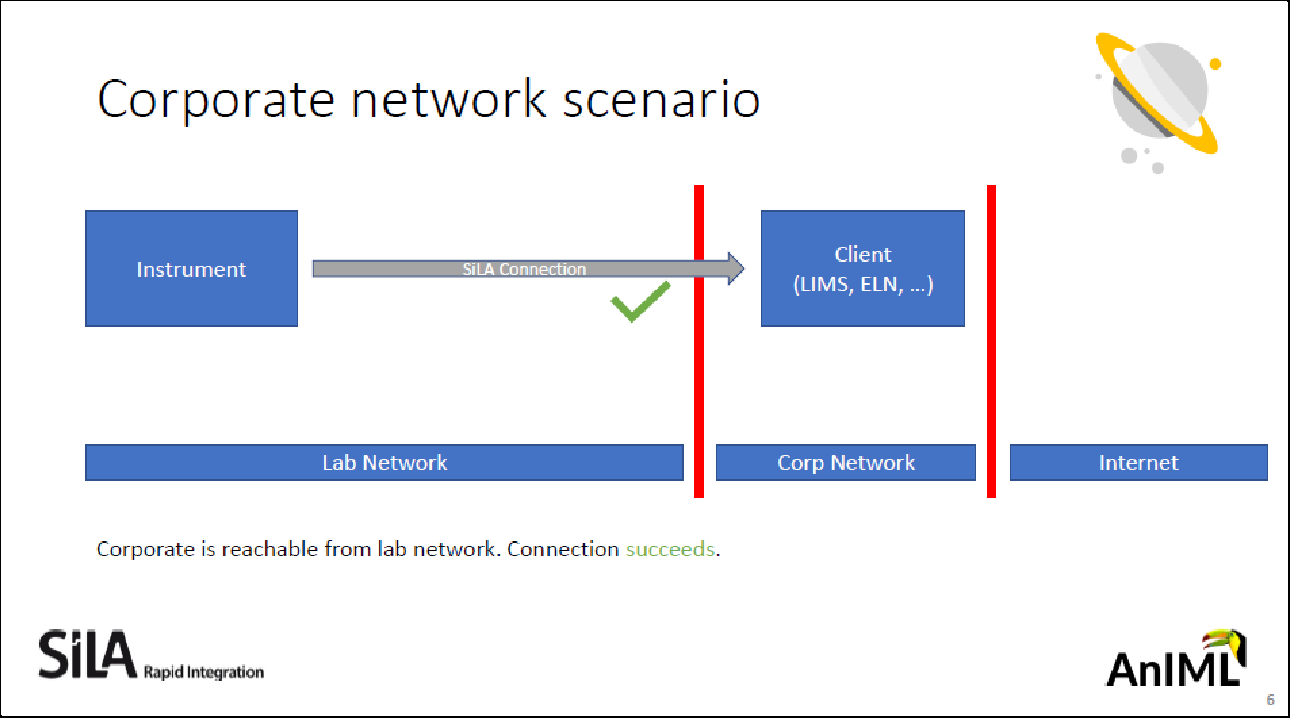 Corporate network scenario
Instrument
SiLA Connection
Client
(LIMS, ELN, ...)
Lab Network
Corp Network
Internet
Corporate is reachable from lab network. Connection succeeds.
SiLA Rapid Integration
AnIML
6